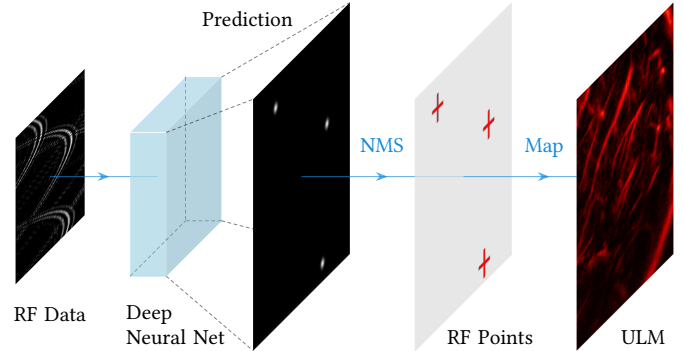 Prediction
NMS
Map
RF Data
Deep
Neural Net
RF Points
ULM